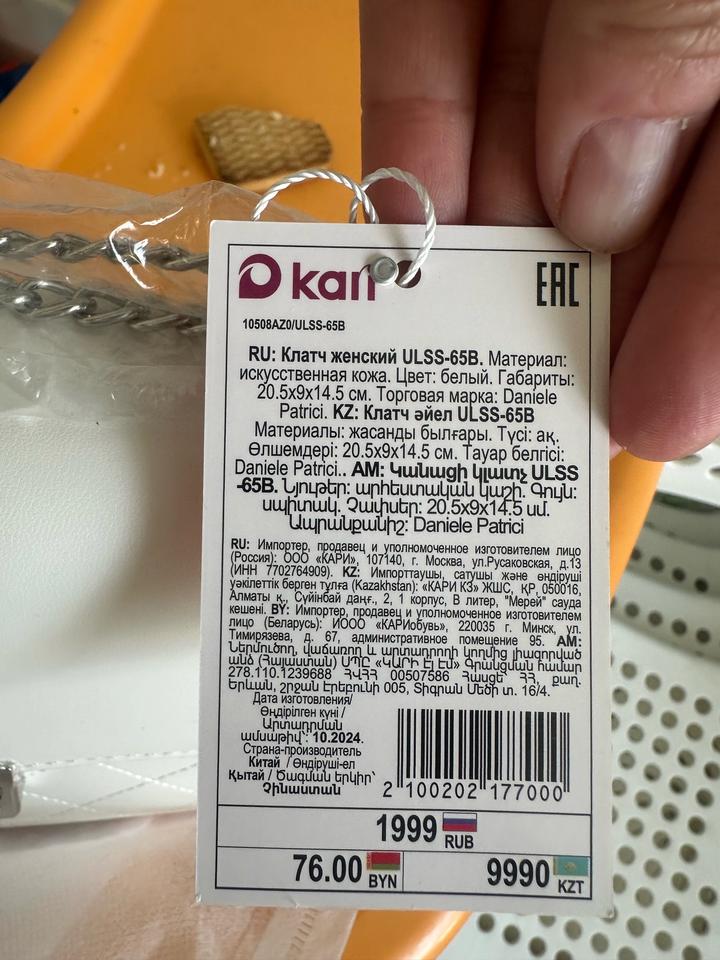 kari
EAC
10508AZ0/ULSS-65B
RU: Клатч женский ULSS-65B. Материал:
искусственная кожа. Цвет: белый. Габариты:
20.5x9x14.5 см. Торговая марка: Daniele
Patrici. KZ: Клатч әйел ULSS-65B
Материалы: жасанды былғары. Түсі: ақ.
Өлшемдері: 20.5x9x14.5 см. Тауар белгісі:
Daniele Patrici.. AM: Կանացի կլատչ ULSS
-65B. Նյութեր: արհեստական կաշի. Գույն:
սպիտակ. Չափսեր: 20.5x9x14.5 սմ.
Ապրանքանիշ: Daniele Patrici
RU: Импортер, продавец и уполномоченное изготовителем лицо
(Россия): ООО «КАРИ», 107140, г. Москва, ул.Русаковская, д.13
(ИНН 7702764909). KZ: Импорттаушы, сатушы және өндіруші
уәкілеттік берген тұлға (Kazakhstan): «КАРИ КЗ» ЖШС, ҚР, 050016,
Алматы қ., Сүйінбай даңғ., 2, 1 корпус, В литер, "Мерей" сауда
кешені. BY: Импортер, продавец и уполномоченное изготовителем
лицо (Беларусь): ИООО «КАРИобувь», 220035 г. Минск, ул.
Тимирязева, д. 67, административное помещение 95. AM:
Ներմուծող, վաճառող և արտադրողի կողմից լիազորված
անձ (Հայաստան) ՍՊԸ «ԿԱՐԻ ԷյԷմ» Գրանցման համար
278.110.1239688 ՀՎՀՀ 00507586 Հասցե՝ ՀՀ, քաղ.
Երևան, շրջան Էրեբունի 005, Տիգրան Մեծի պ. 16/4.
Дата изготовления/
Өндірілген күні /
Արտադրման
ամսաթիվ՝: 10.2024.
Страна-производитель
Китай / Өндіруші-ел
Қытай / Ծագման երկիր՝
Չինաստան
2 100202 177000
1999 RUB
76.00 BYN
9990 KZT